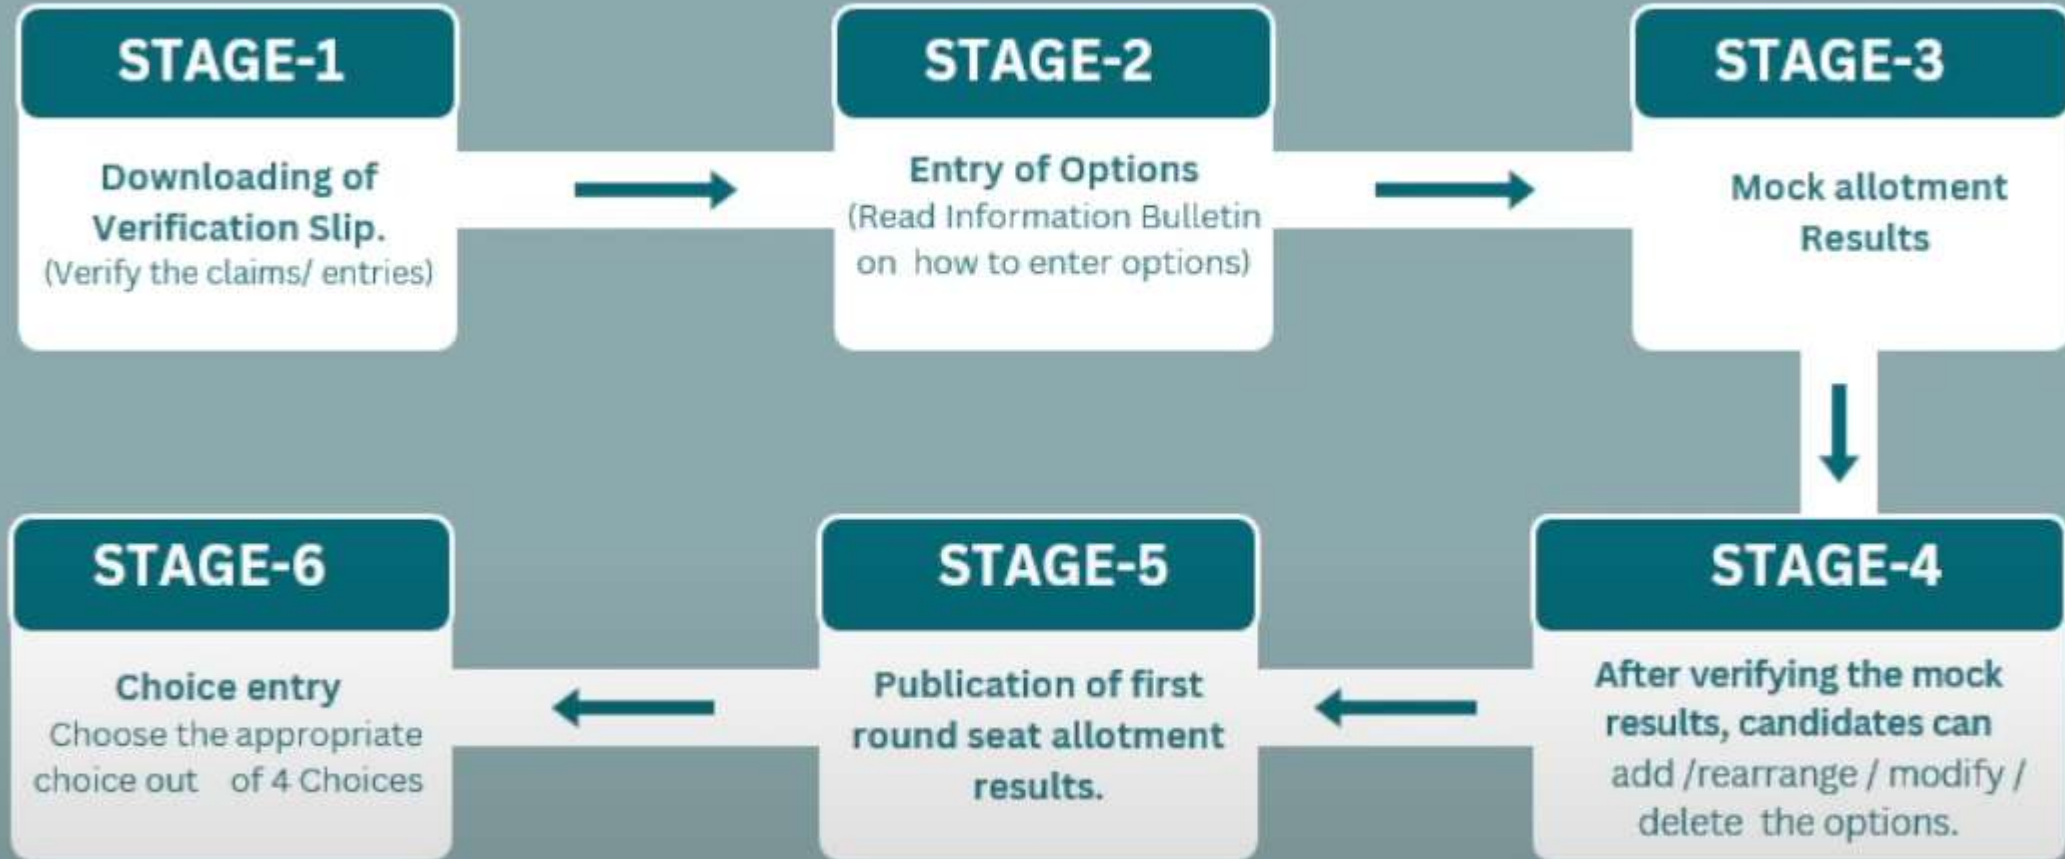 STAGE-1
Downloading of
Verification Slip.
(Verify the claims/ entries)
STAGE-2
Entry of Options
(Read Information Bulletin
on how to enter options)
STAGE-3
Mock allotment
Results
STAGE-4
After verifying the mock
results, candidates can
add /rearrange / modify /
delete the options.
STAGE-5
Publication of first
round seat allotment
results.
STAGE-6
Choice entry
Choose the appropriate
choice out of 4 Choices